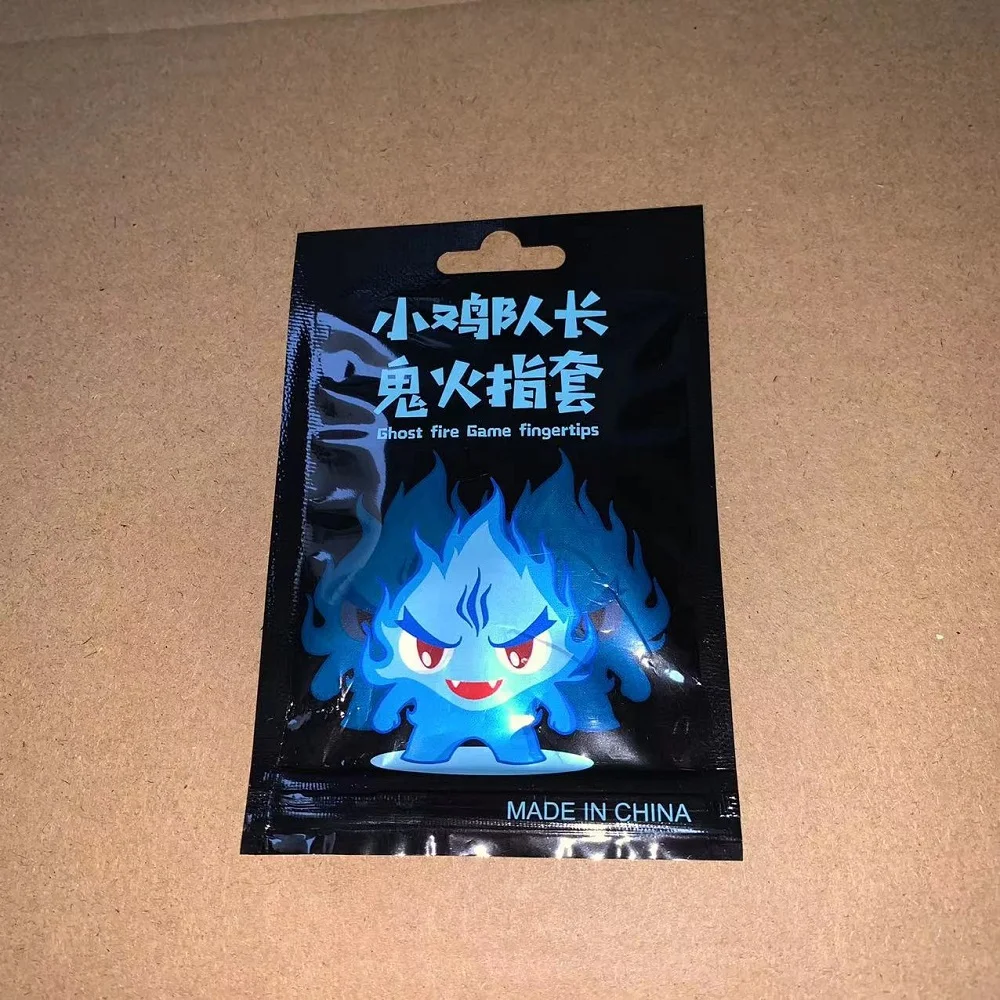 小鸡队长
鬼火指套
Ghost fire Game fingertips
MADE IN CHINA